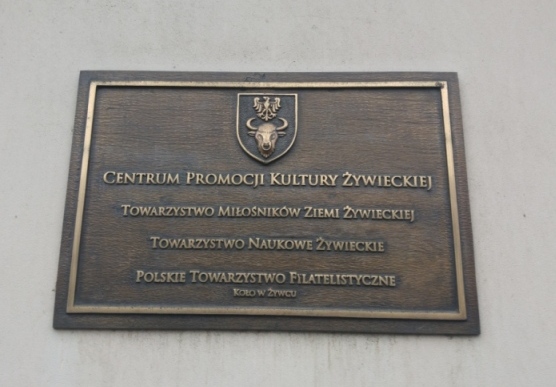 Centrum Promocji Kultury Żywieckiej
Towarzystwo Miłośników Ziemi Żywieckiej
Towarzystwo Naukowe Żywieckie
Polskie Towarzystwo Filatelistyczne
Koło w Żywcu